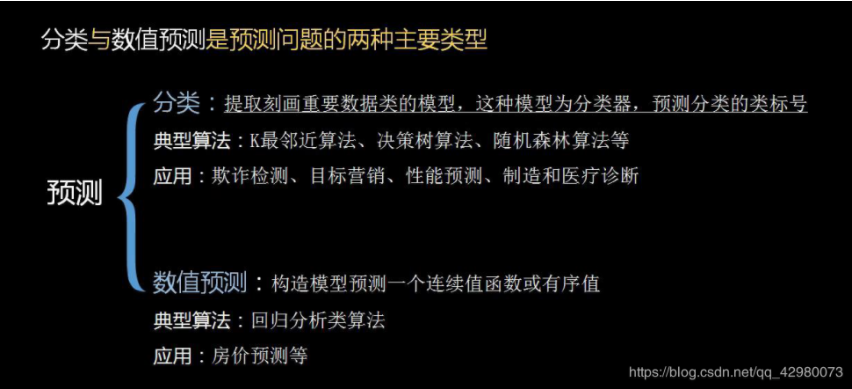 分类与数值预测是预测问题的两种主要类型
分类：提取刻画重要数据类的模型，这种模型为分类器，预测分类的类标号
典型算法：K最邻近算法、决策树算法、随机森林算法等
应用：欺诈检测、目标营销、性能预测、制造和医疗诊断
预测
数值预测：构造模型预测一个连续值函数或有序值
典型算法：回归分析类算法
应用：房价预测等
https://blog.csdn.net/qq_42980073